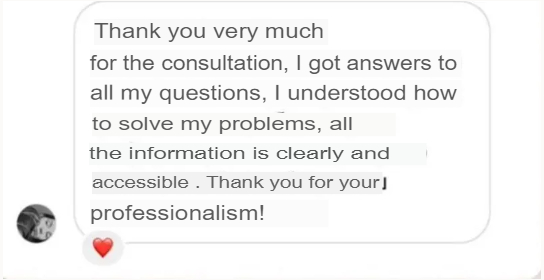 Thank you very much
for the consultation, I got answers to
all my questions, I understood how
to solve my problems, all
the information is clearly and
accessible . Thank you for your
professionalism!